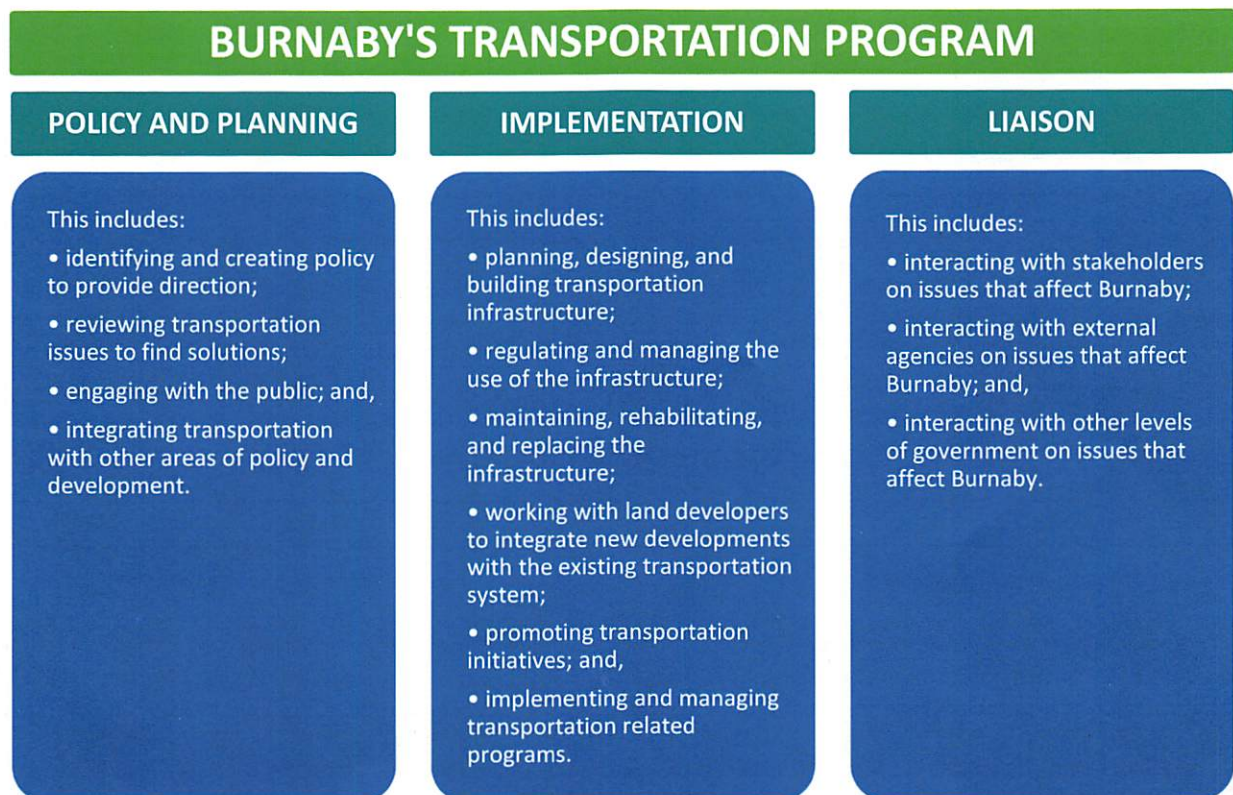 BURNABY'S TRANSPORTATION PROGRAM
POLICY AND PLANNING
This includes:
• identifying and creating policy
to provide direction;
• reviewing transportation
issues to find solutions;
• engaging with the public; and,
• integrating transportation
with other areas of policy and
development.
IMPLEMENTATION
This includes:
• planning, designing, and
building transportation
infrastructure;
• regulating and managing the
use of the infrastructure;
• maintaining, rehabilitating,
and replacing the
infrastructure;
• working with land developers
to integrate new developments
with the existing transportation
system;
• promoting transportation
initiatives; and,
• implementing and managing
transportation related
programs.
LIAISON
This includes:
• interacting with stakeholders
on issues that affect Burnaby;
• interacting with external
agencies on issues that affect
Burnaby; and,
• interacting with other levels
of government on issues that
affect Burnaby.